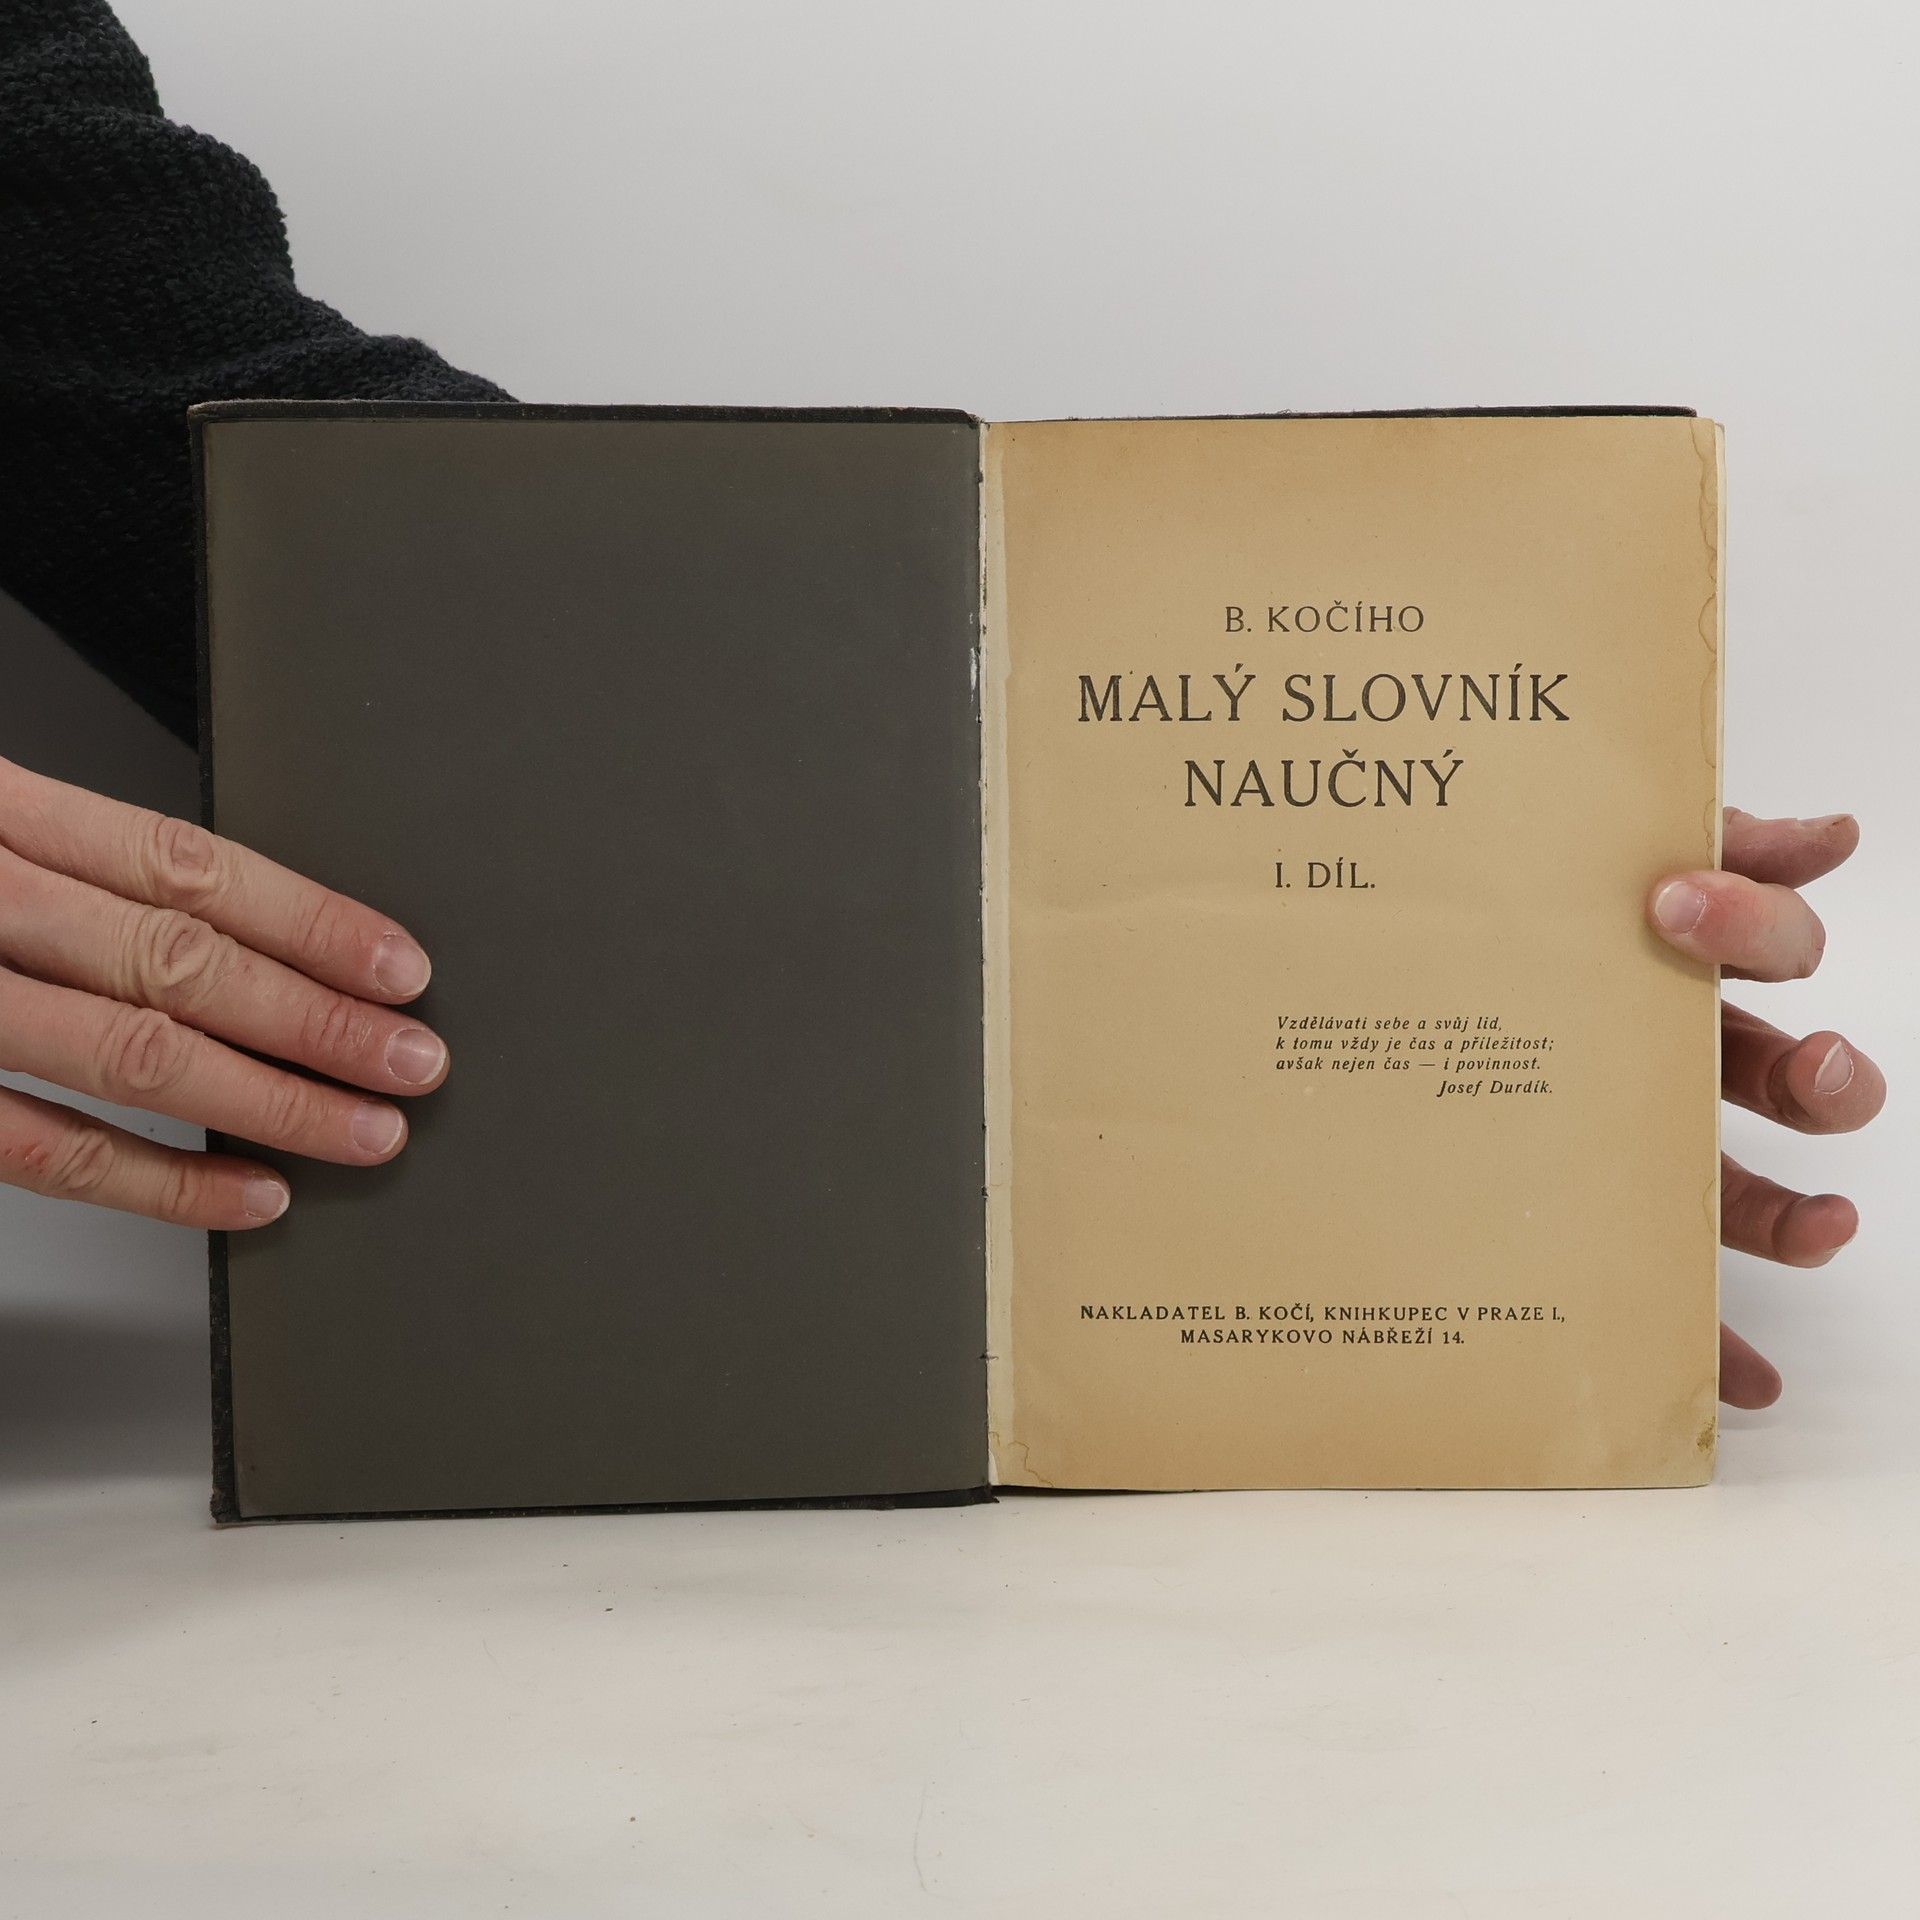 B. KOČÍHO
MALÝ SLOVNÍK
NAUČNÝ
I. DÍL.
Vzdělávati sebe a svůj lid,
k tomu vždy je čas a příležitost;
avšak nejen čas — i povinnost.
Josef Durdík.
NAKLADATEL B. KOČÍ, KNIHKUPEC V PRAZE I.,
MASARYKOVO NÁBŘEŽÍ 14.